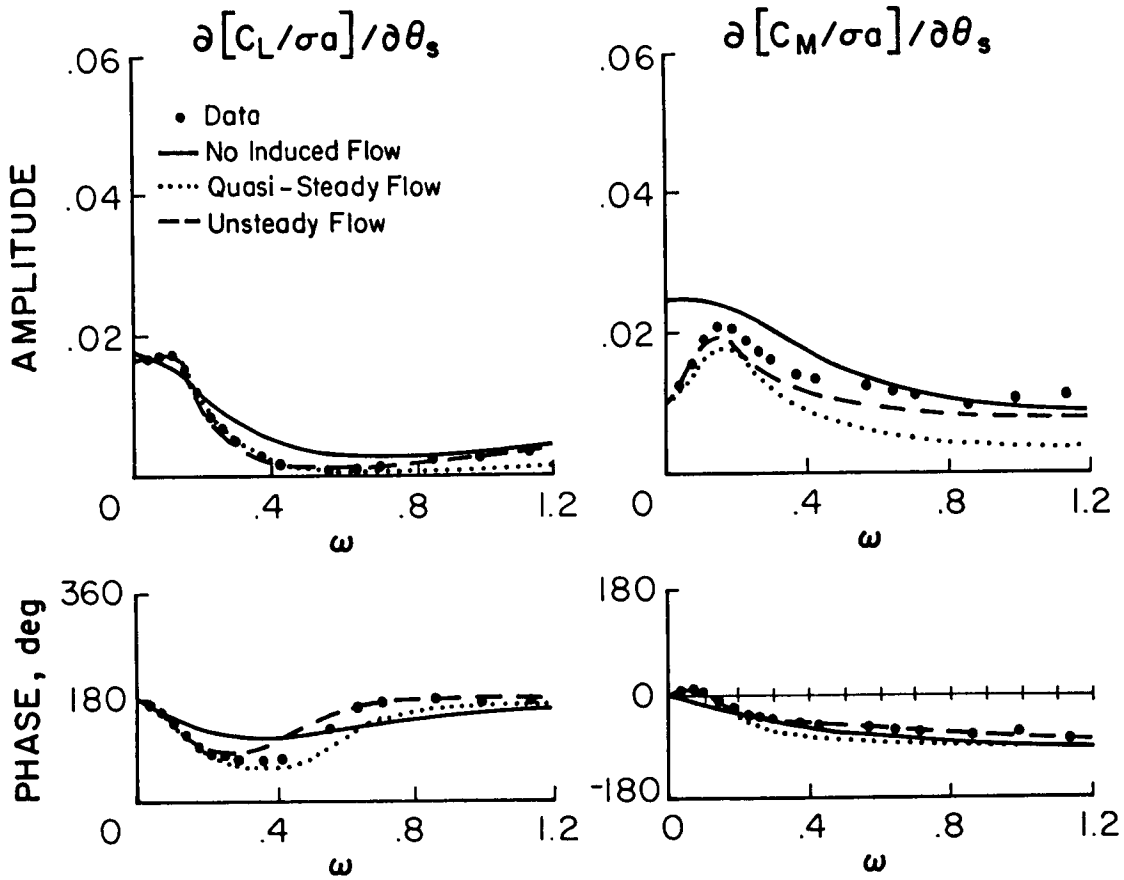 ∂[C_L/σa]/∂θ_s
.06
.04
.02
AMPLITUDE
• Data
— No Induced Flow
..... Quasi-Steady Flow
-- Unsteady Flow
0 .4 .8 1.2
ω
∂[C_M/σa]/∂θ_s
.06
.04
.02
0 .4 .8 1.2
ω
360
180
PHASE, deg
0 .4 .8 1.2
ω
180
0
-180
0 .4 .8 1.2
ω